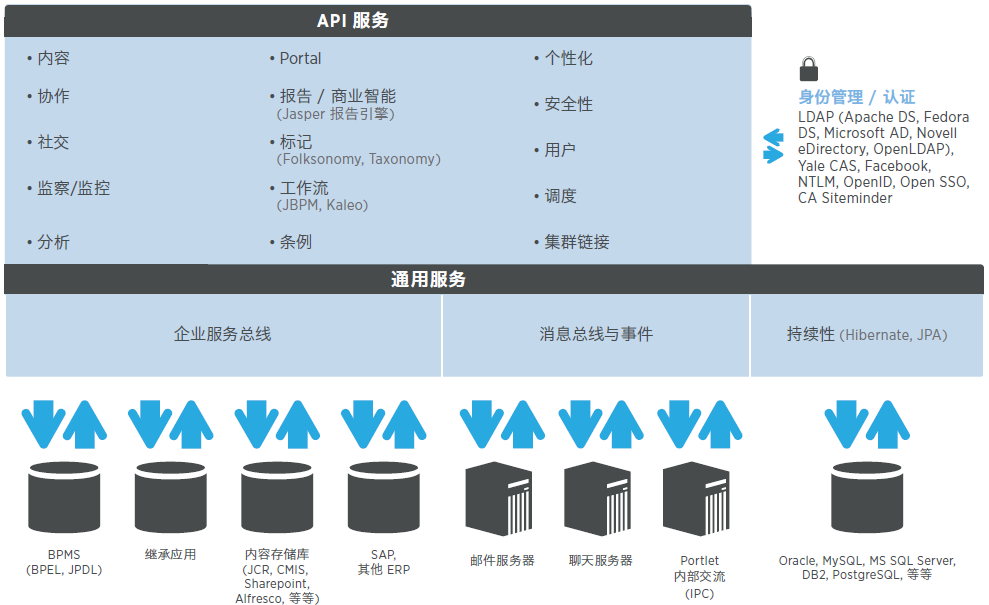 API 服务
• 内容
• 协作
• 社交
• 监察/监控
• 分析
• Portal
• 报告 / 商业智能
(Jasper 报告引擎)
• 标记
(Folksonomy, Taxonomy)
• 工作流
(JBPM, Kaleo)
• 条例
• 个性化
• 安全性
• 用户
• 调度
• 集群链接
身份管理 / 认证
LDAP (Apache DS, Fedora
DS, Microsoft AD, Novell
eDirectory, OpenLDAP),
Yale CAS, Facebook,
NTLM, OpenID, Open SSO,
CA Siteminder
通用服务
企业服务总线
消息总线与事件
持续性 (Hibernate, JPA)
BPMS
(BPEL, JPDL)
继承应用
内容存储库
(JCR, CMIS,
Sharepoint,
Alfresco, 等等)
SAP,
其他 ERP
邮件服务器
聊天服务器
Portlet
内部交流
(IPC)
Oracle, MySQL, MS SQL Server,
DB2, PostgreSQL, 等等